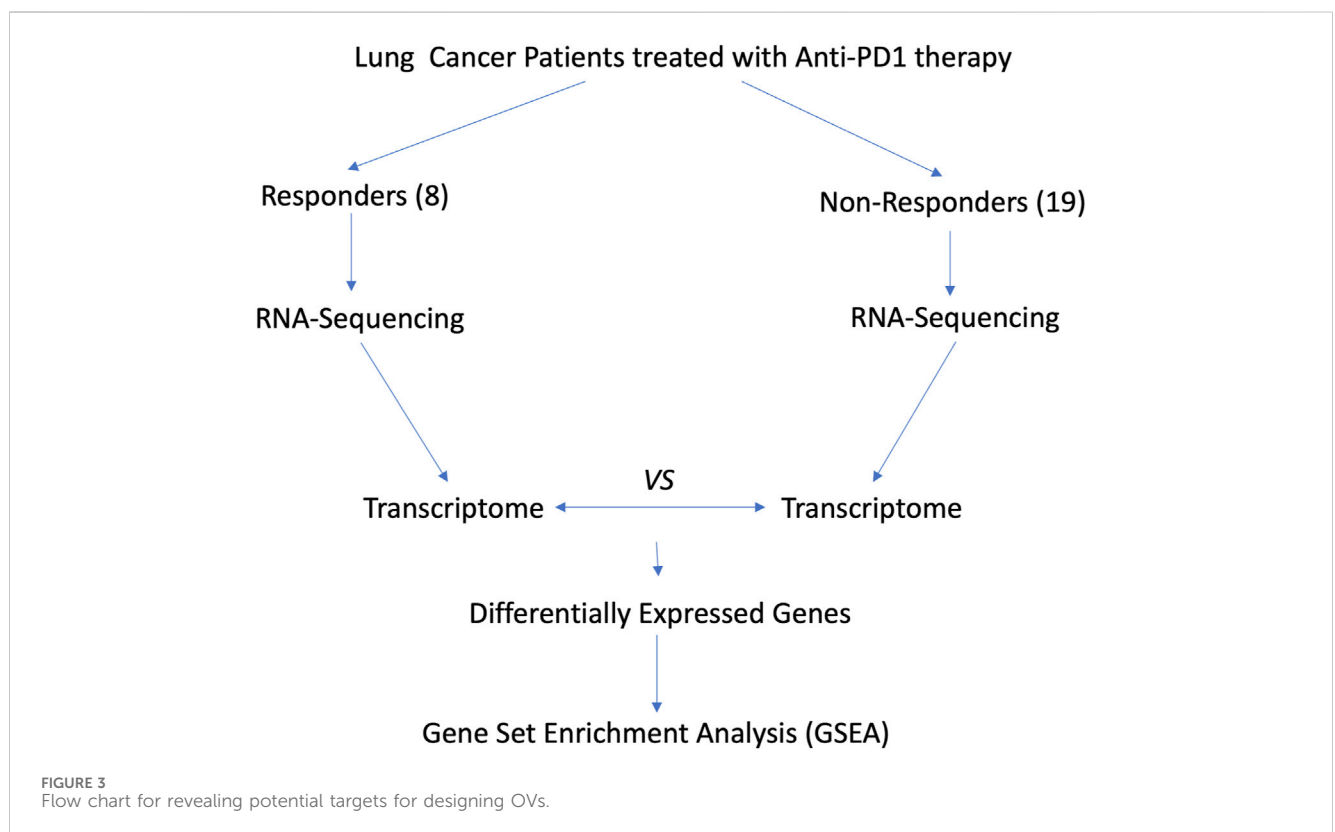 Lung Cancer Patients treated with Anti-PD1 therapy
Responders (8)
Non-Responders (19)
RNA-Sequencing
RNA-Sequencing
VS
Transcriptome
Transcriptome
Differentially Expressed Genes
Gene Set Enrichment Analysis (GSEA)
FIGURE 3
Flow chart for revealing potential targets for designing OVs.